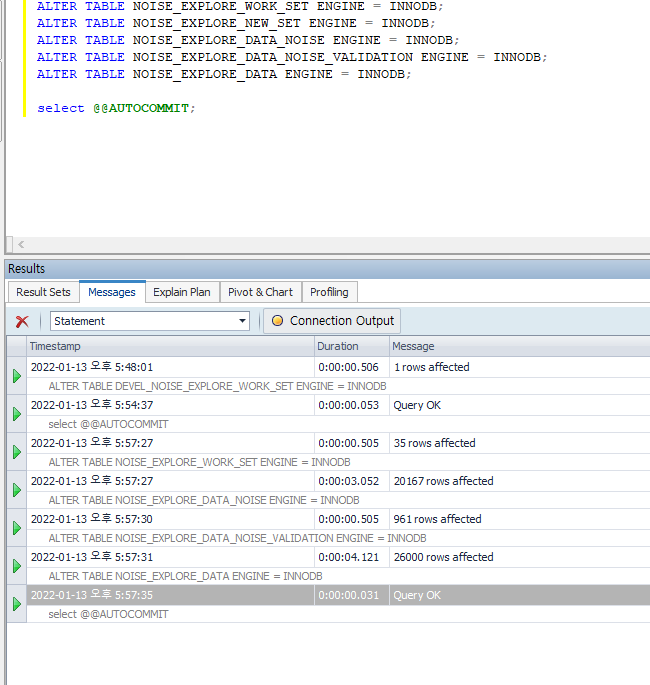 ALTER TABLE NOISE_EXPLORE_WORK_SET ENGINE = INNODB;
ALTER TABLE NOISE_EXPLORE_NEW_SET ENGINE = INNODB;
ALTER TABLE NOISE_EXPLORE_DATA_NOISE ENGINE = INNODB;
ALTER TABLE NOISE_EXPLORE_DATA_NOISE_VALIDATION ENGINE = INNODB;
ALTER TABLE NOISE_EXPLORE_DATA ENGINE = INNODB;
select @@AUTOCOMMIT;
Results
Result Sets Messages Explain Plan Pivot & Chart Profiling
Statement Connection Output
Timestamp Duration Message
2022-01-13 오후 5:48:01 0:00:00.506 1 rows affected
ALTER TABLE DEVEL_NOISE_EXPLORE_WORK_SET ENGINE = INNODB
2022-01-13 오후 5:54:37 0:00:00.053 Query OK
select @@AUTOCOMMIT
2022-01-13 오후 5:57:27 0:00:00.505 35 rows affected
ALTER TABLE NOISE_EXPLORE_WORK_SET ENGINE = INNODB
2022-01-13 오후 5:57:27 0:00:03.052 20167 rows affected
ALTER TABLE NOISE_EXPLORE_DATA_NOISE ENGINE = INNODB
2022-01-13 오후 5:57:30 0:00:00.505 961 rows affected
ALTER TABLE NOISE_EXPLORE_DATA_NOISE_VALIDATION ENGINE = INNODB
2022-01-13 오후 5:57:31 0:00:04.121 26000 rows affected
ALTER TABLE NOISE_EXPLORE_DATA ENGINE = INNODB
2022-01-13 오후 5:57:35 0:00:00.031 Query OK
select @@AUTOCOMMIT